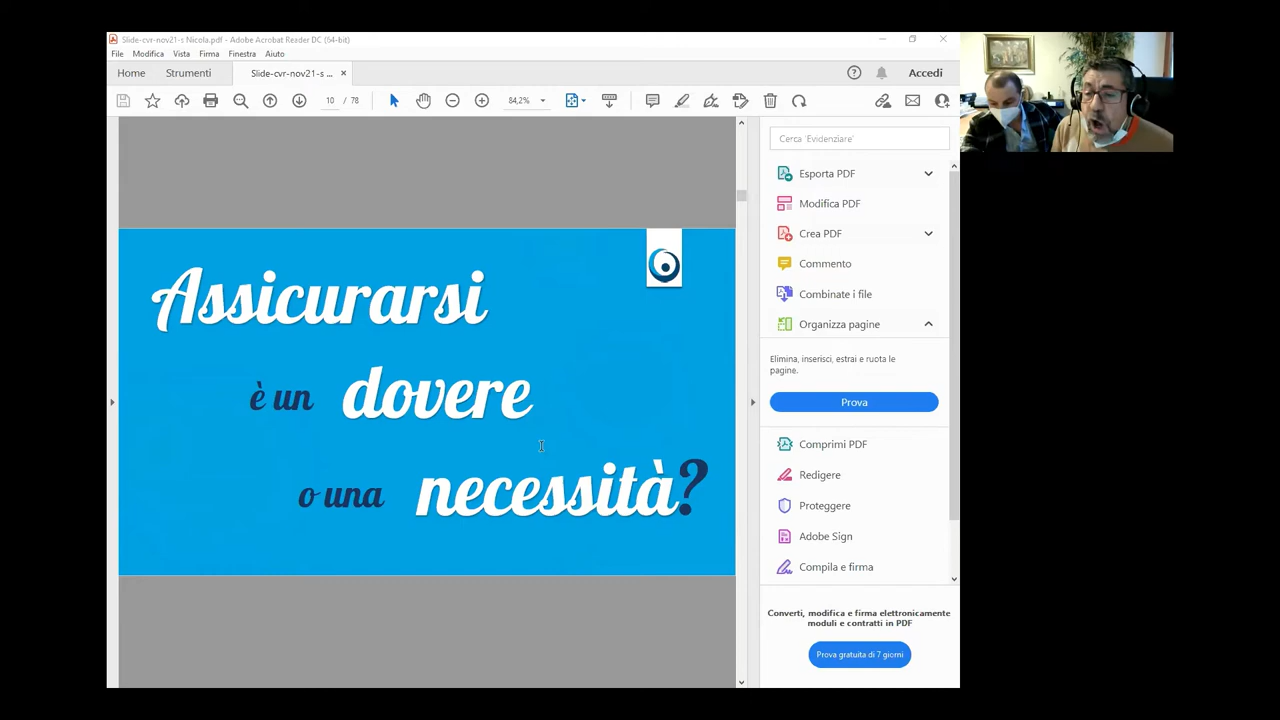 Slide-cvr-nov21-s Nicola.pdf - Adobe Acrobat Reader DC (64-bit)
File Modifica Vista Firma Finestra Aiuto
Home Strumenti Slide-cvr-nov21-s ... Accedi
10 / 78 84,2%
Cerca 'Evidenziare'
Esporta PDF
Modifica PDF
Crea PDF
Commento
Combinate i file
Organizza pagine
Elimina, inserisci, estrai e ruota le
pagine.
Prova
Comprimi PDF
Redigere
Proteggere
Adobe Sign
Compila e firma
Converti, modifica e firma elettronicamente
moduli e contratti in PDF
Prova gratuita di 7 giorni
Assicurarsi
è un dovere
o una necessità?